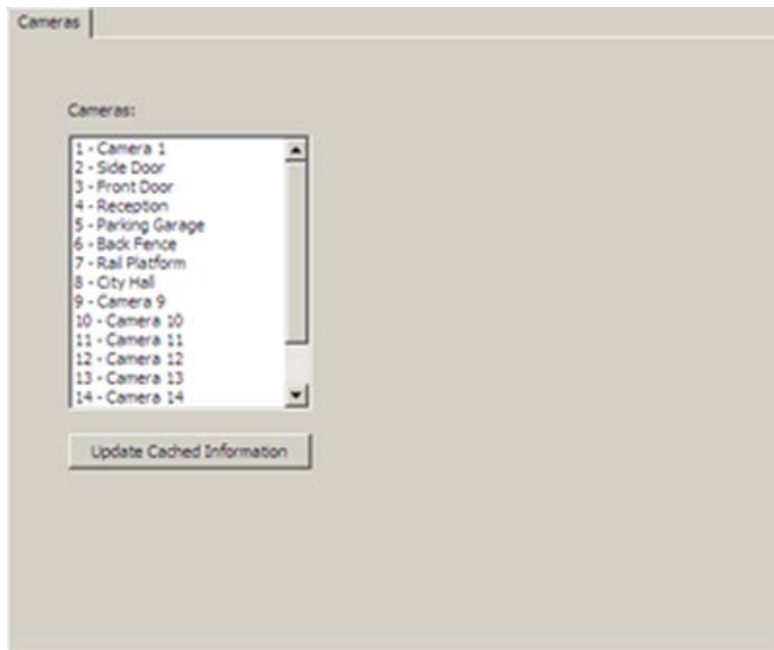 Cameras
Cameras:
1 - Camera 1
2 - Side Door
3 - Front Door
4 - Reception
5 - Parking Garage
6 - Back Fence
7 - Rail Platform
8 - City Hall
9 - Camera 9
10 - Camera 10
11 - Camera 11
12 - Camera 12
13 - Camera 13
14 - Camera 14
Update Cached Information